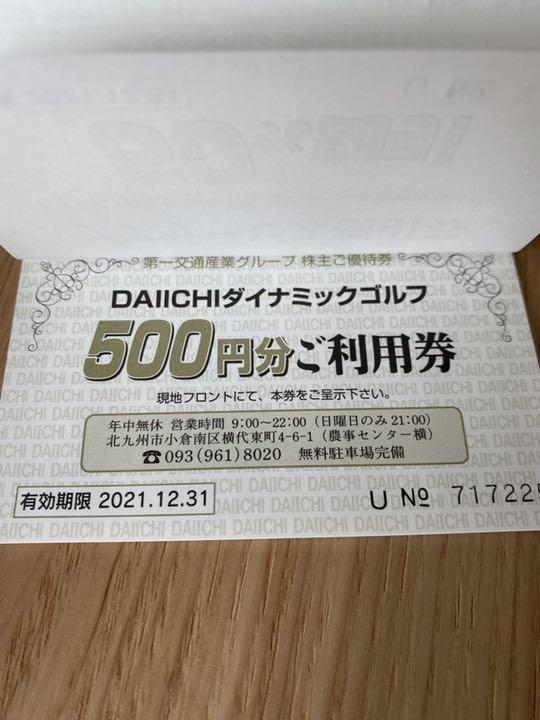 第一交通産業グループ 株主ご優待券
DAIICHIダイナミックゴルフ
500円分ご利用券
現地フロントにて、本券をご呈示下さい。
年中無休 営業時間 9:00～22:00(日曜日のみ21:00)
北九州市小倉南区横代東町4-6-1(農事センター横)
☎093(961)8020 無料駐車場完備
有効期限 2021.12.31
U № 717225